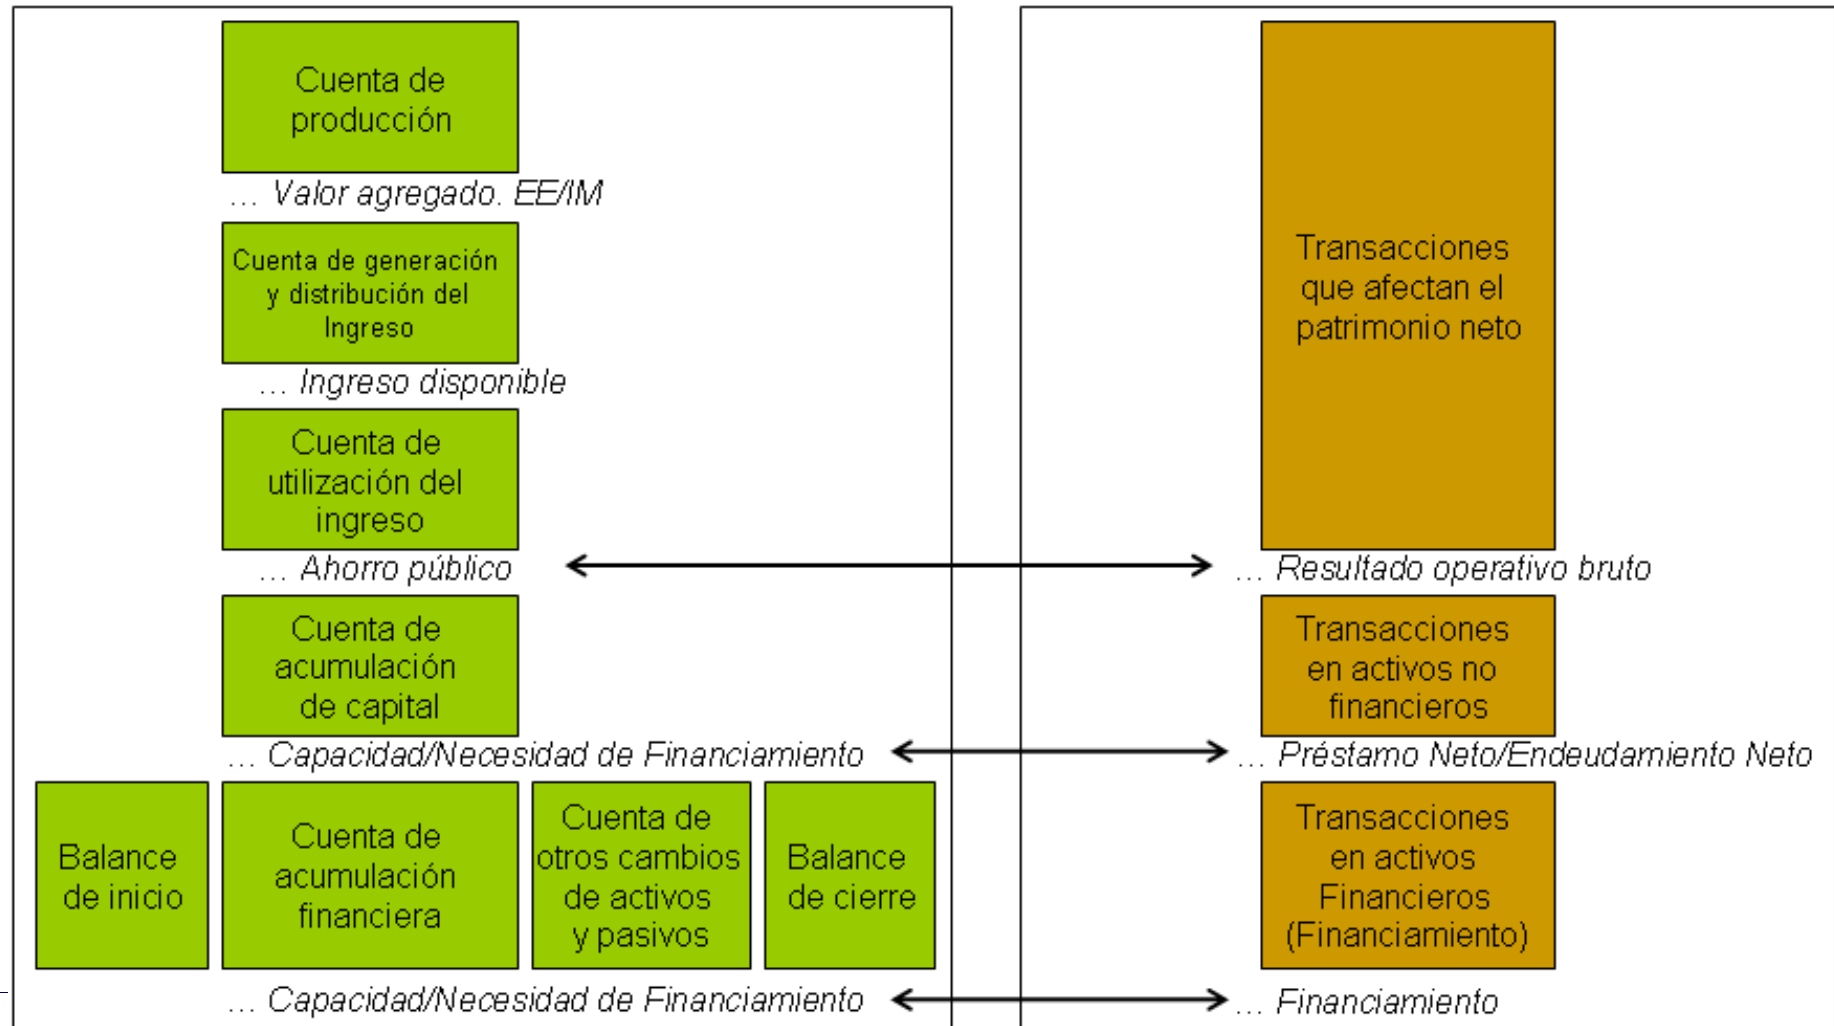 Cuenta de
producción
... Valor agregado. EE/IM
Cuenta de generación
y distribución del
Ingreso
... Ingreso disponible
Cuenta de
utilización del
ingreso
... Ahorro público
Cuenta de
acumulación
de capital
... Capacidad/Necesidad de Financiamiento
Balance
de inicio
Cuenta de
acumulación
financiera
Cuenta de
otros cambios
de activos
y pasivos
Balance
de cierre
... Capacidad/Necesidad de Financiamiento
Transacciones
que afectan el
patrimonio neto
... Resultado operativo bruto
Transacciones
en activos no
financieros
... Préstamo Neto/Endeudamiento Neto
Transacciones
en activos
Financieros
(Financiamiento)
... Financiamiento